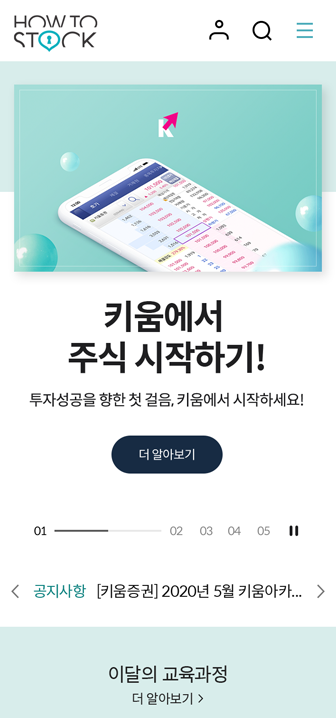 HOW TO
STOCK
키움에서
주식 시작하기!
투자성공을 향한 첫 걸음, 키움에서 시작하세요!
더 알아보기
01 02 03 04 05
공지사항 [키움증권] 2020년 5월 키움아카...
이달의 교육과정
더 알아보기 >